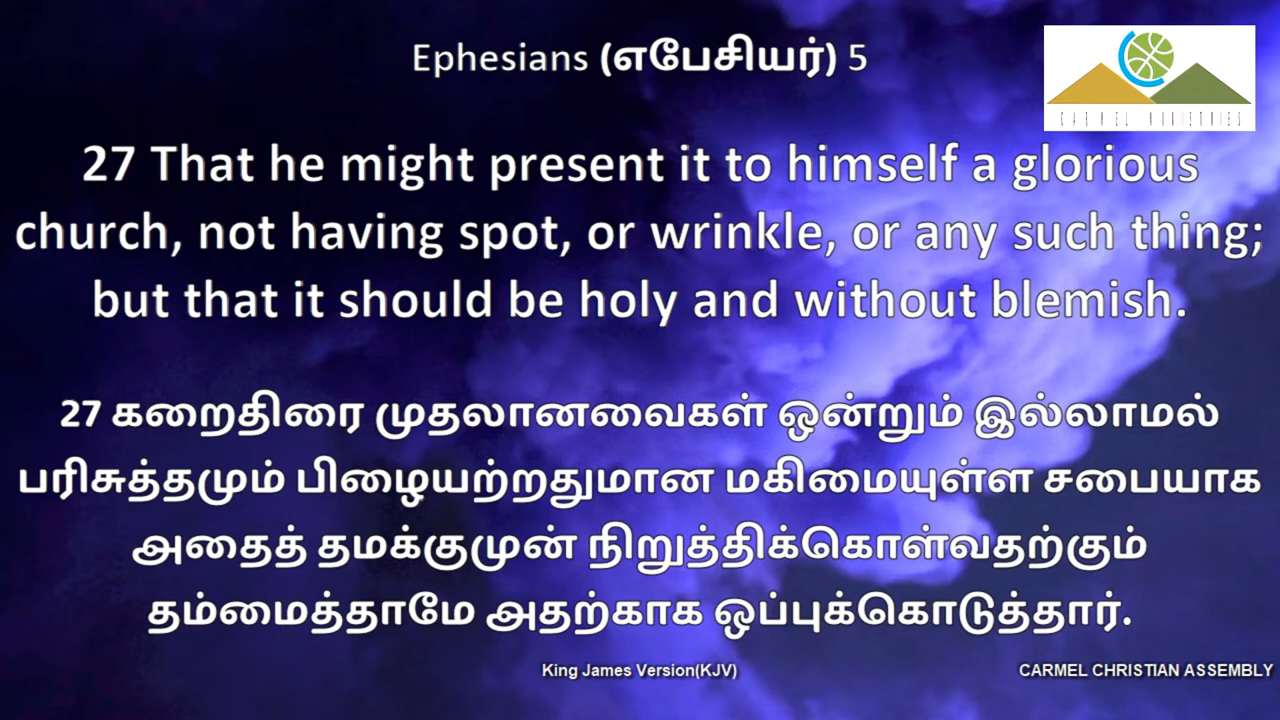 Ephesians (எபேசியர்) 5
CARMEL MINISTRIES
27 That he might present it to himself a glorious
church, not having spot, or wrinkle, or any such thing;
but that it should be holy and without blemish.
27 கறைதிரை முதலானவைகள் ஒன்றும் இல்லாமல்
பரிசுத்தமும் பிழையற்றதுமான மகிமையுள்ள சபையாக
அதைத் தமக்குமுன் நிறுத்திக்கொள்வதற்கும்
தம்மைத்தாமே அதற்காக ஒப்புக்கொடுத்தார்.
King James Version(KJV)
CARMEL CHRISTIAN ASSEMBLY